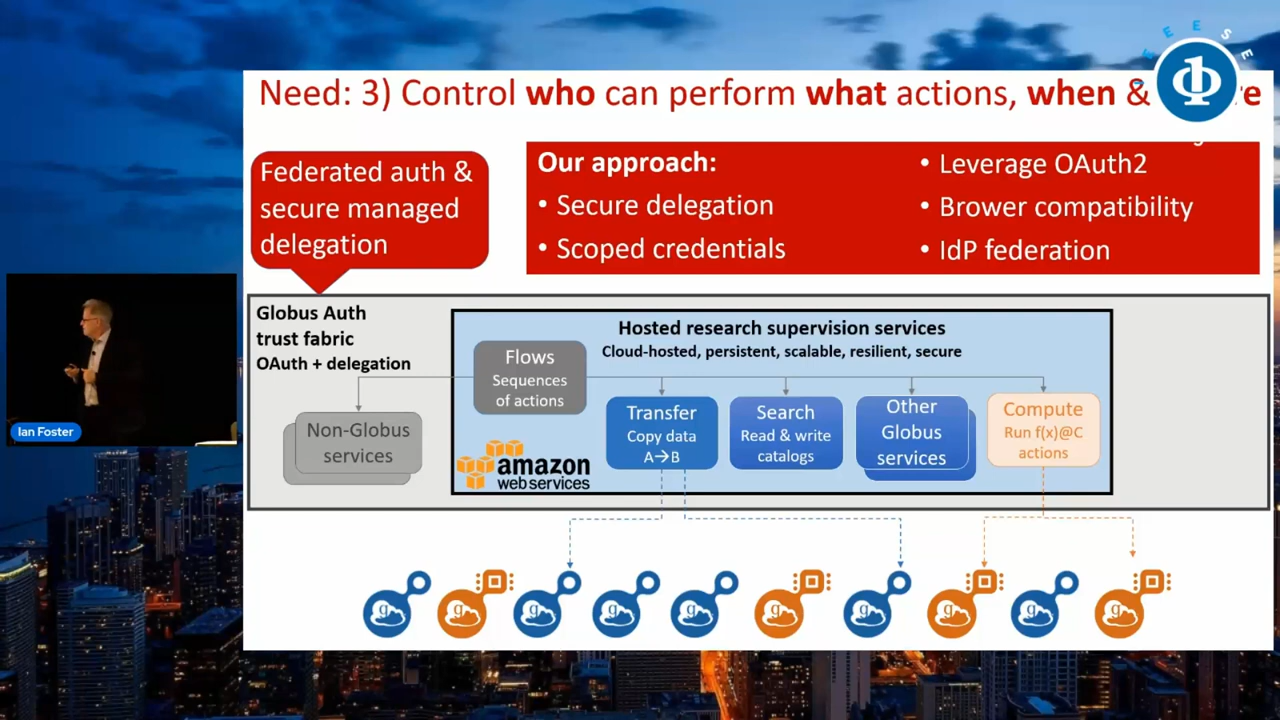 E E S E
Need: 3) Control who can perform what actions, when & e
Federated auth &
secure managed
delegation
Our approach:
• Secure delegation
• Scoped credentials
• Leverage OAuth2
• Brower compatibility
• IdP federation
Globus Auth
trust fabric
OAuth + delegation
Hosted research supervision services
Cloud-hosted, persistent, scalable, resilient, secure
Flows
Sequences
of actions
Non-Globus
services
Transfer
Copy data
A→B
Search
Read & write
catalogs
Other
Globus
services
Compute
Run f(x)@C
actions
amazon
web services
Ian Foster